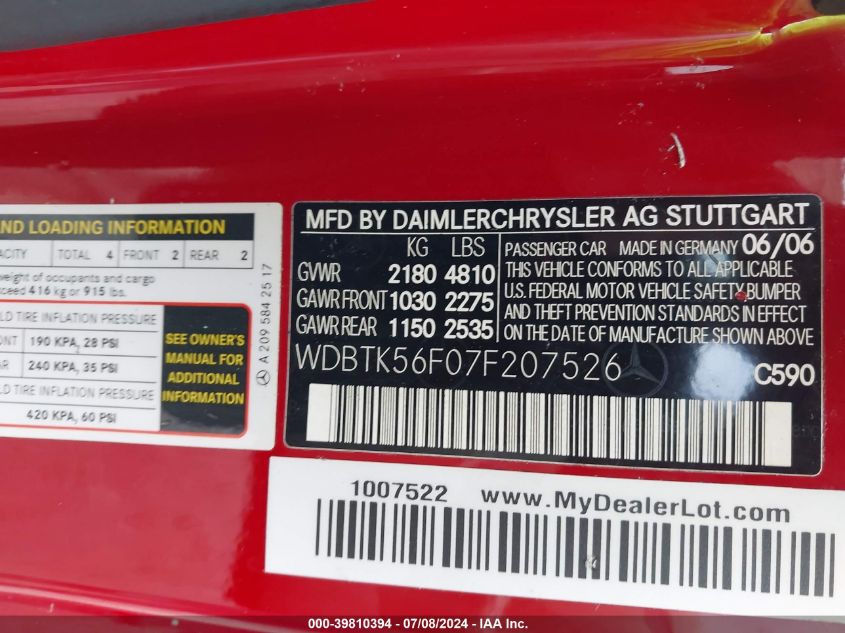 AND LOADING INFORMATION
TOTAL 4 FRONT 2 REAR 2
weight of occupants and cargo
416 kg or 915 lbs.
TIRE INFLATION PRESSURE
190 KPA, 28 PSI
240 KPA, 35 PSI
INFLATION PRESSURE
420 KPA, 60 PSI
SEE OWNER'S
MANUAL FOR
ADDITIONAL
INFORMATION
A 209 584 25 17
MFD BY DAIMLERCHRYSLER AG STUTTGART
KG LBS
GVWR 2180 4810
GAWR FRONT 1030 2275
GAWR REAR 1150 2535
PASSENGER CAR MADE IN GERMANY 06/06
THIS VEHICLE CONFORMS TO ALL APPLICABLE
U.S. FEDERAL MOTOR VEHICLE SAFETY BUMPER
AND THEFT PREVENTION STANDARDS IN EFFECT
ON THE DATE OF MANUFACTURE SHOWN ABOVE
WDBTK56F07F207526
C590
1007522 www.MyDealerLot.com
000-39810394 - 07/08/2024 - IAA Inc.